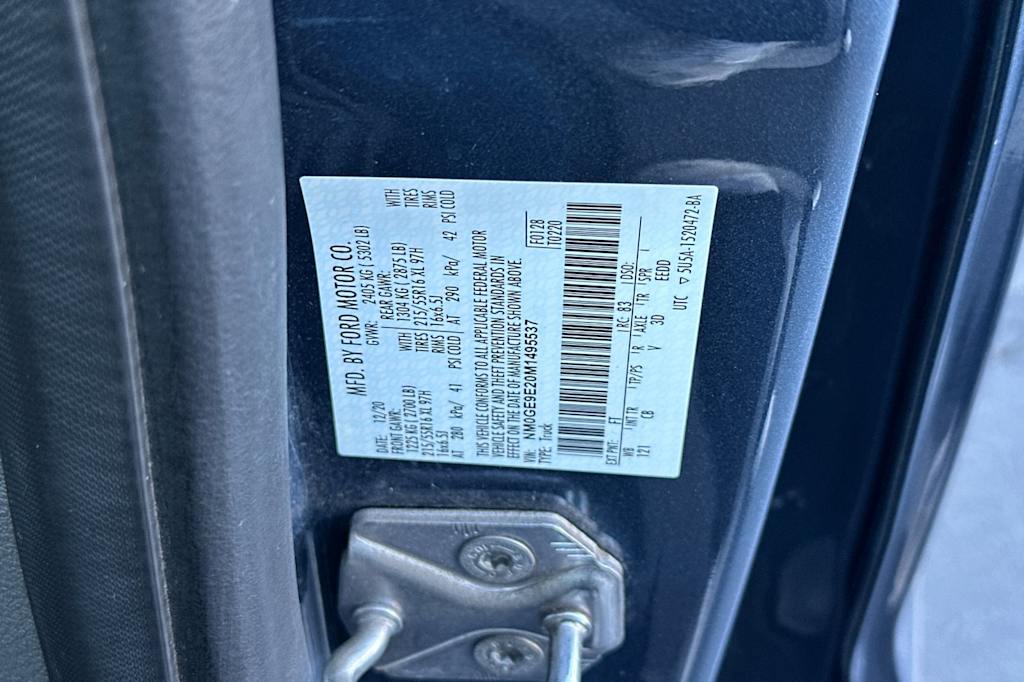 MFD. BY FORD MOTOR CO.
DATE: 12/20 GVWR: 2405 KG ( 5302 LB)
FRONT GAWR: REAR GAWR:
1225 KG ( 2700 LB) WITH 1304 KG ( 2875 LB) WITH
215/55R16 XL 97H TIRES 215/55R16 XL 97H TIRES
16x6.5J RIMS 16x6.5J RIMS
AT 280 kPa/ 41 PSI COLD AT 290 kPa/ 42 PSI COLD
THIS VEHICLE CONFORMS TO ALL APPLICABLE FEDERAL MOTOR
VEHICLE SAFETY AND THEFT PREVENTION STANDARDS IN
EFFECT ON THE DATE OF MANUFACTURE SHOWN ABOVE.
VIN: NM0GE9E20M1495537 F0128
TYPE: Truck T0220
EXT PNT: FT RC: 83 DSO:
WB INT TR TP/PS R AXLE TR SPR
121 CB V 3D EEDD
UTC ▽ 5U5A-1520472-BA